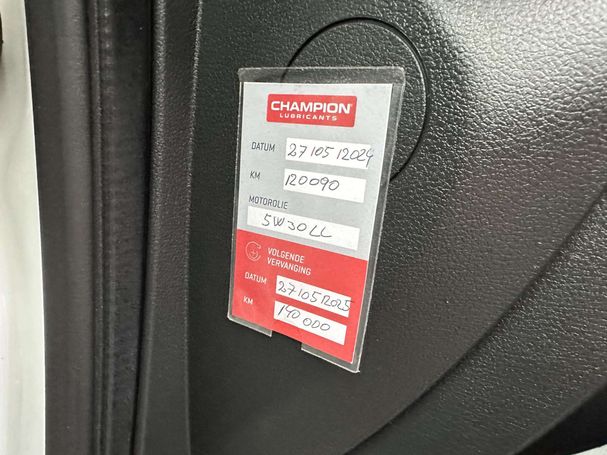 CHAMPION
LUBRICANTS
DATUM 27/05/2024
KM 120090
MOTOROLIE
5W30LL
VOLGENDE
VERVANGING
DATUM 27/05/2025
KM 140 000